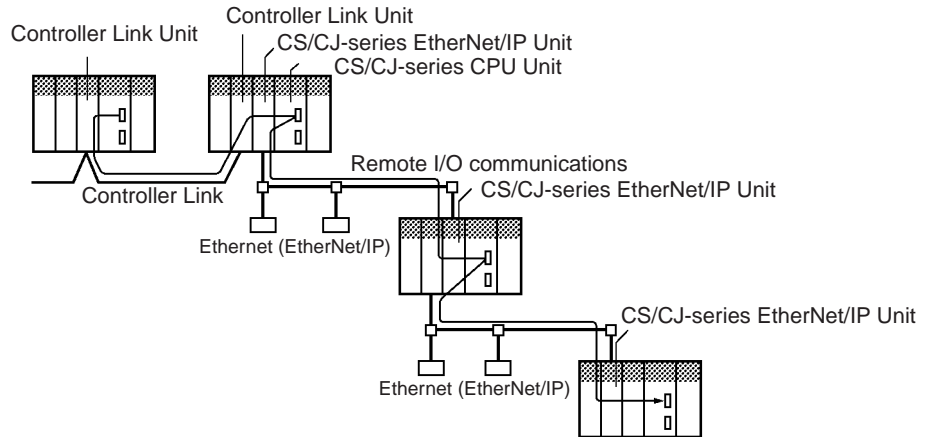 Controller Link Unit
Controller Link Unit
CS/CJ-series EtherNet/IP Unit
CS/CJ-series CPU Unit
Remote I/O communications
Controller Link
CS/CJ-series EtherNet/IP Unit
Ethernet (EtherNet/IP)
CS/CJ-series EtherNet/IP Unit
Ethernet (EtherNet/IP)